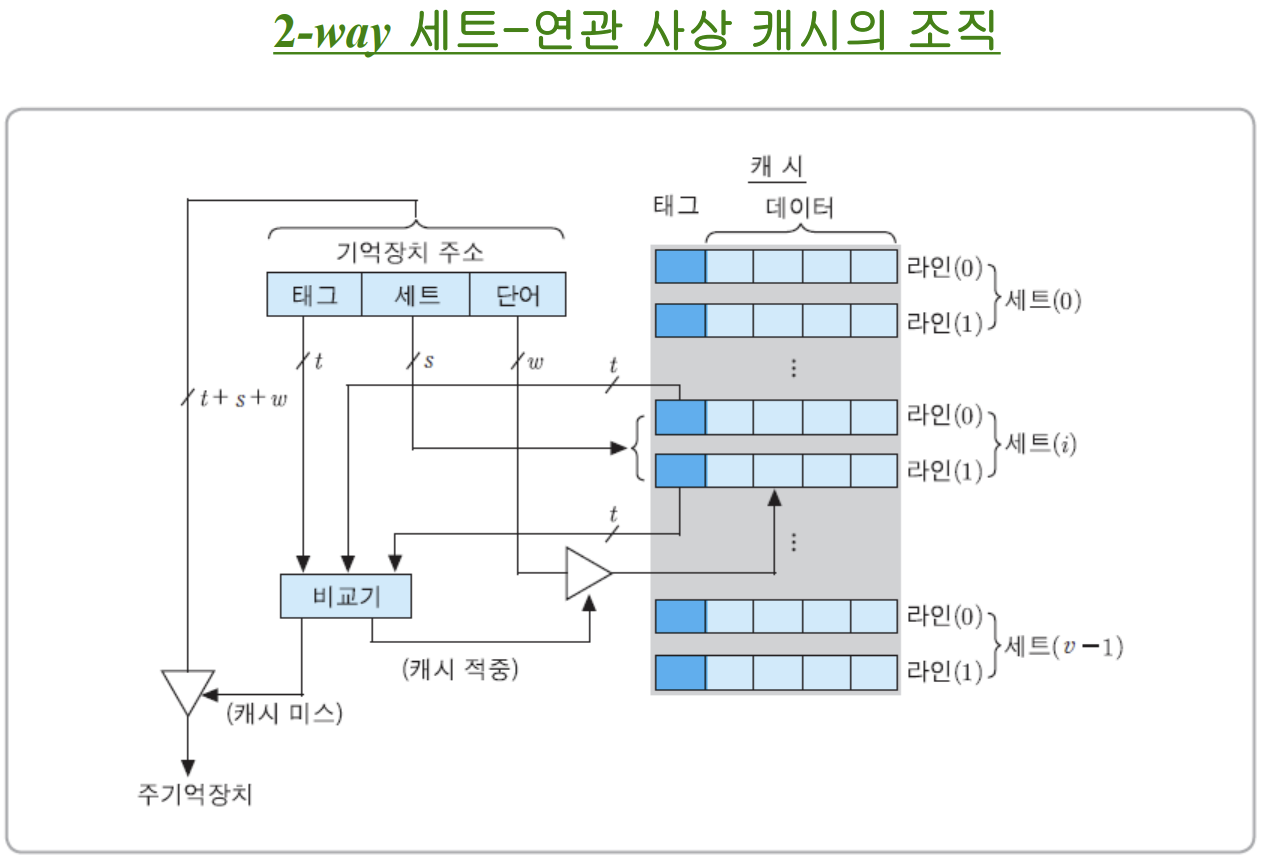 2-way 세트-연관 사상 캐시의 조직
캐 시
태그
데이터
기억장치 주소
태그
세트
단어
라인(0)
라인(1)
세트(0)
t
s
w
t
t+s+w
⋮
라인(0)
라인(1)
세트(i)
t
⋮
비교기
라인(0)
라인(1)
세트(v-1)
(캐시 적중)
(캐시 미스)
주기억장치